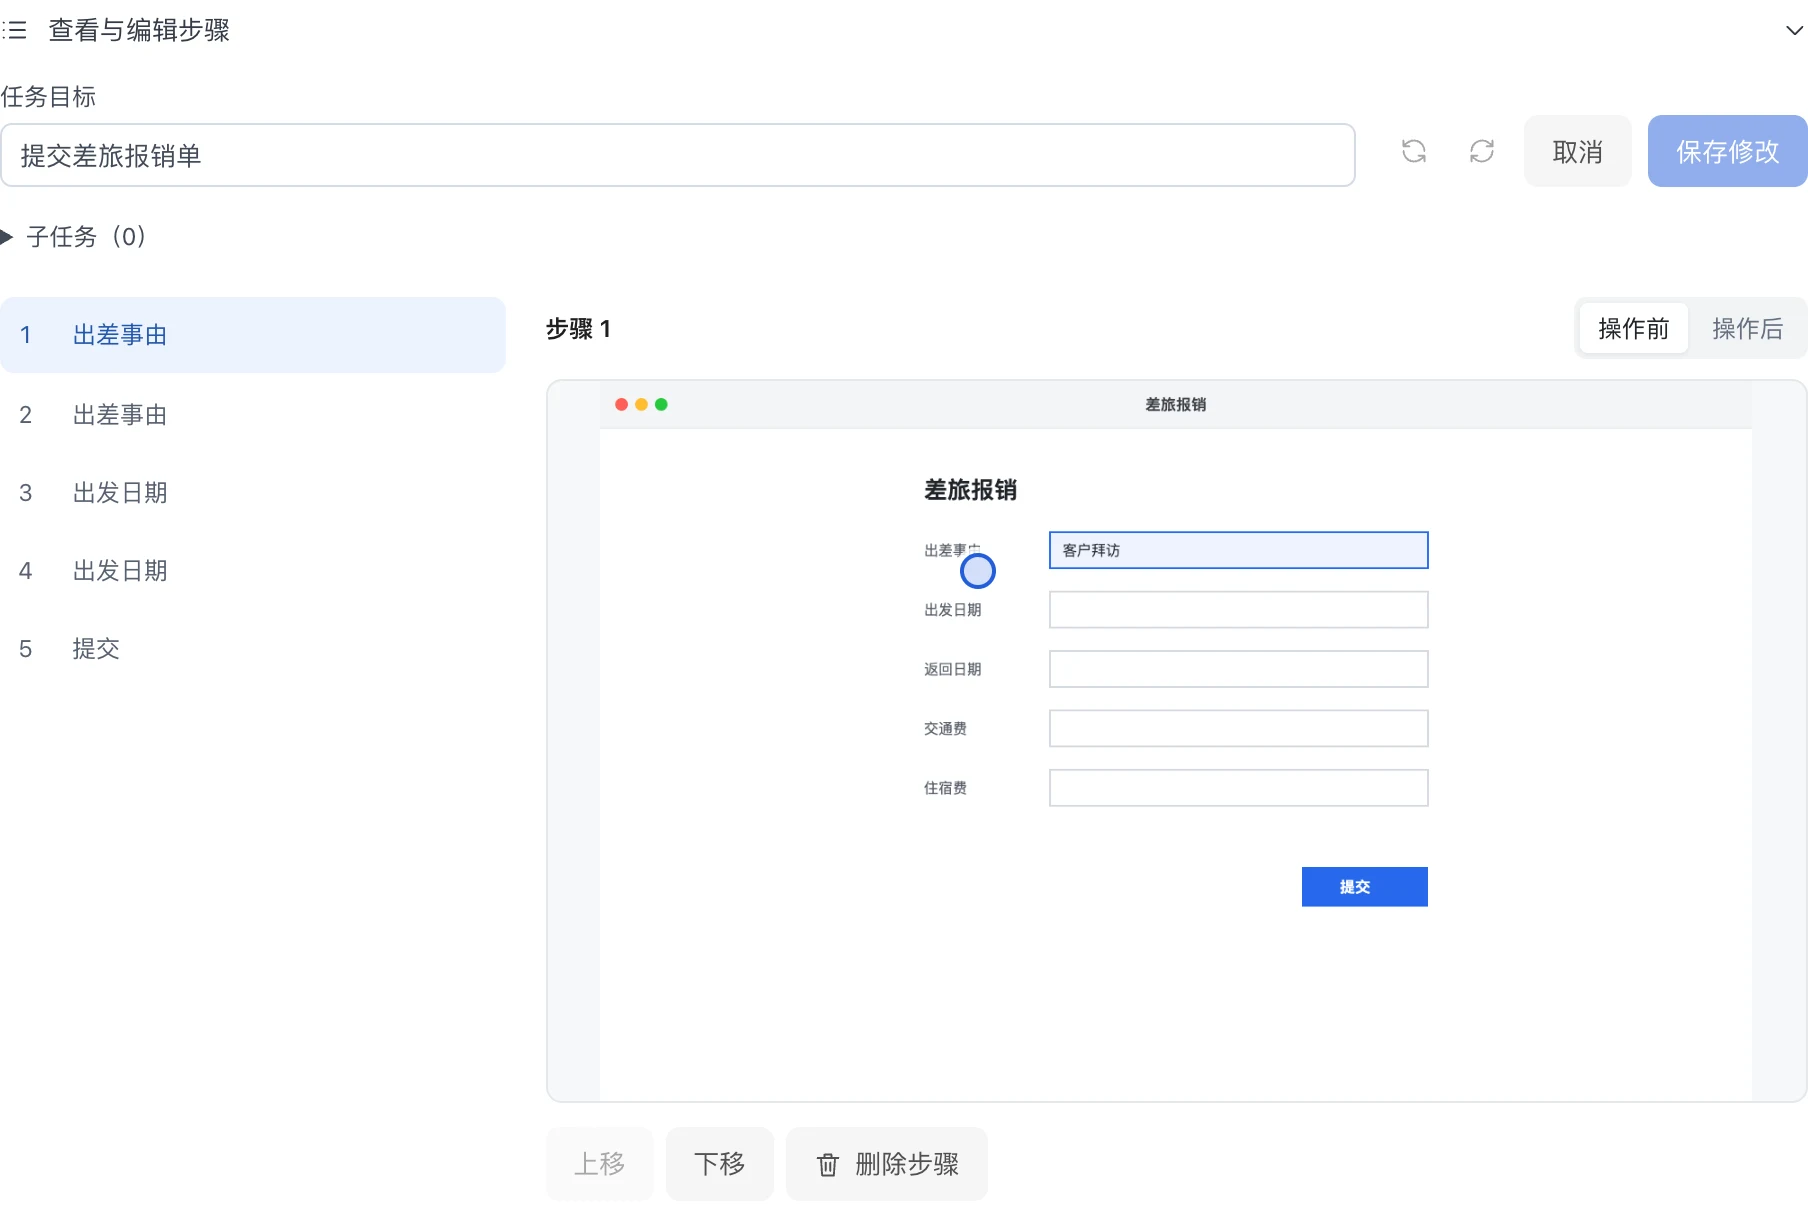 查看与编辑步骤
任务目标
提交差旅报销单
取消
保存修改
子任务（0）
1 出差事由
2 出差事由
3 出发日期
4 出发日期
5 提交
步骤 1
操作前 操作后
差旅报销
差旅报销
出差事由 客户拜访
出发日期
返回日期
交通费
住宿费
提交
上移 下移 删除步骤